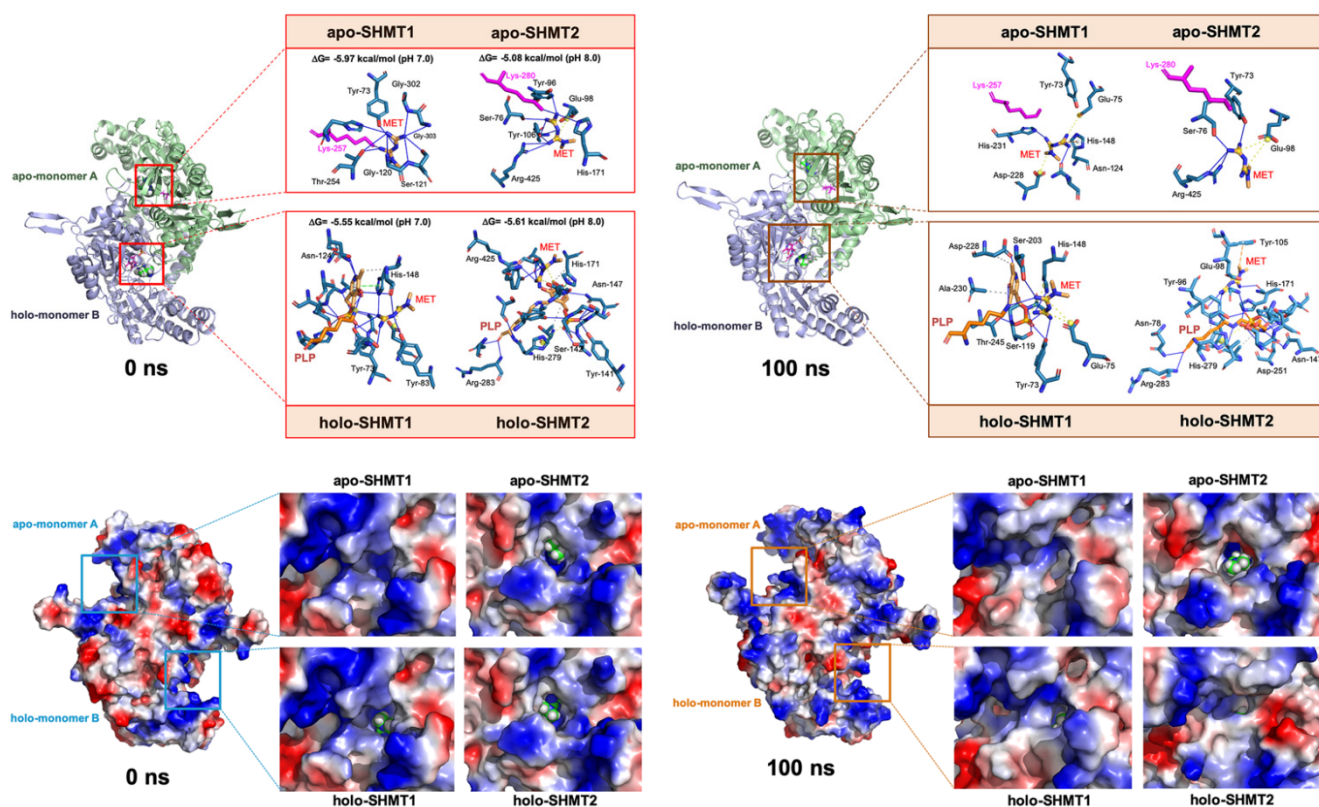 apo-SHMT1 apo-SHMT2
ΔG= -5.97 kcal/mol (pH 7.0) ΔG= -5.08 kcal/mol (pH 8.0)
Lys-280
Tyr-96
Tyr-73
Gly-302
Glu-98
MET
Ser-76
MET
Gly-303
Tyr-106
Lys-257
MET
Thr-254
Gly-120
Ser-121
Arg-425
His-171
apo-monomer A
holo-monomer B
0 ns
ΔG= -5.55 kcal/mol (pH 7.0) ΔG= -5.61 kcal/mol (pH 8.0)
Asn-124
His-148
MET
PLP
Tyr-73
Tyr-83
Arg-425
MET
His-171
Asn-147
PLP
Ser-142
His-279
Arg-283
Tyr-141
holo-SHMT1 holo-SHMT2
apo-SHMT1 apo-SHMT2
Lys-257
Tyr-73
Glu-75
His-231
His-148
MET
Asn-124
Asp-228
Lys-280
Tyr-73
Ser-76
Glu-98
MET
Arg-425
apo-monomer A
holo-monomer B
100 ns
Asp-228
Ser-203
His-148
MET
Ala-230
PLP
Thr-245
Ser-119
Glu-75
Tyr-73
Tyr-105
Glu-98
MET
Tyr-96
His-171
Asn-78
PLP
His-279
Asp-251
Asn-147
Arg-283
holo-SHMT1 holo-SHMT2
apo-SHMT1 apo-SHMT2
apo-monomer A
holo-monomer B
0 ns
holo-SHMT1 holo-SHMT2
apo-SHMT1 apo-SHMT2
apo-monomer A
holo-monomer B
100 ns
holo-SHMT1 holo-SHMT2